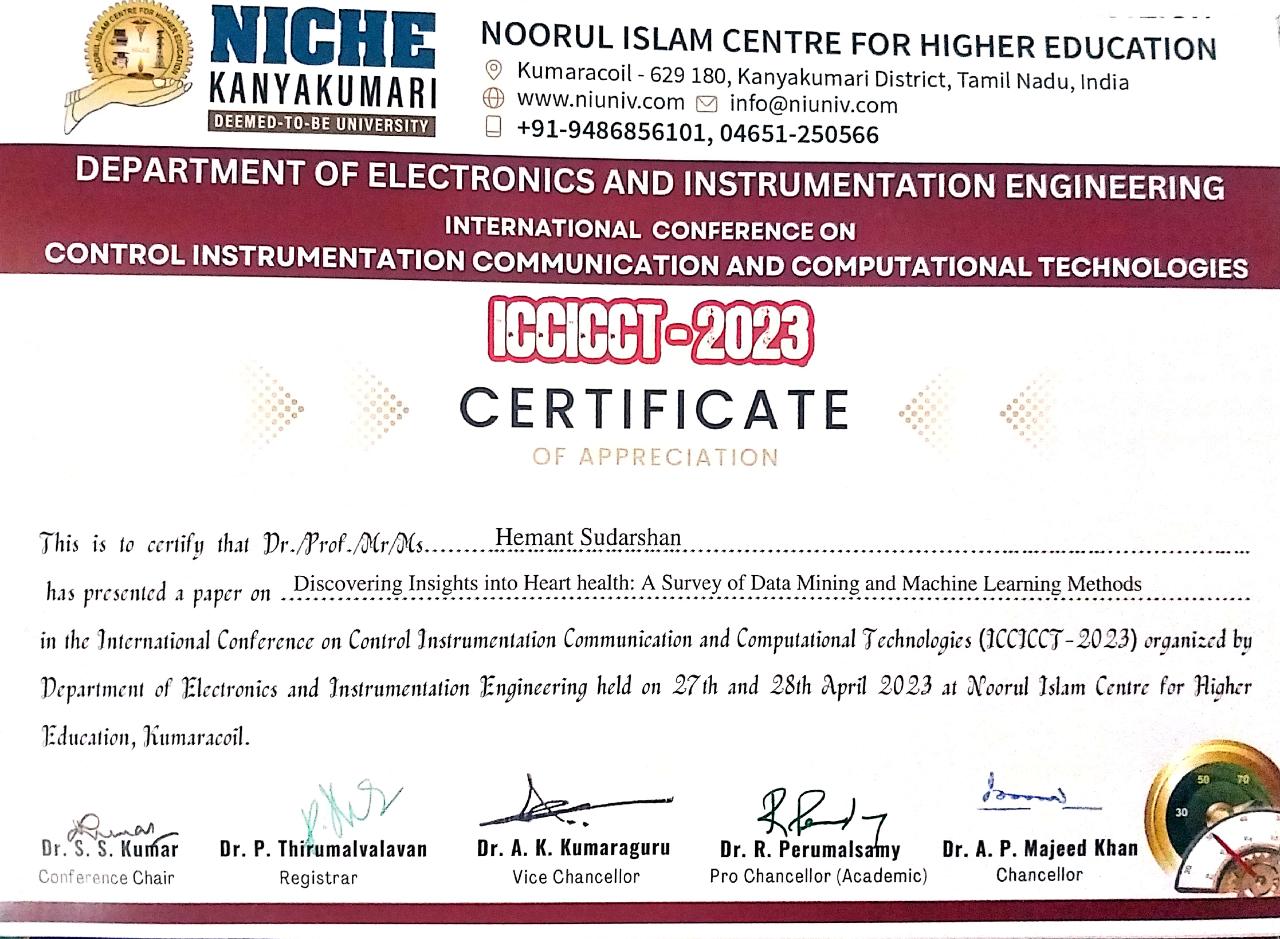 NOORUL ISLAM CENTRE FOR HIGHER EDUCATION
NICHE
KANYAKUMARI
DEEMED-TO-BE UNIVERSITY
NOORUL ISLAM CENTRE FOR HIGHER EDUCATION
Kumaracoil - 629 180, Kanyakumari District, Tamil Nadu, India
www.niuniv.com info@niuniv.com
+91-9486856101, 04651-250566
DEPARTMENT OF ELECTRONICS AND INSTRUMENTATION ENGINEERING
INTERNATIONAL CONFERENCE ON
CONTROL INSTRUMENTATION COMMUNICATION AND COMPUTATIONAL TECHNOLOGIES
ICCICCT-2023
CERTIFICATE
OF APPRECIATION
This is to certify that Dr./Prof./Mr/Ms. Hemant Sudarshan
has presented a paper on Discovering Insights into Heart health: A Survey of Data Mining and Machine Learning Methods
in the International Conference on Control Instrumentation Communication and Computational Technologies (ICCICCT-2023) organized by
Department of Electronics and Instrumentation Engineering held on 27th and 28th April 2023 at Noorul Islam Centre for Higher
Education, Kumaracoil.
Dr. S. S. Kumar Dr. P. Thirumalvalavan Dr. A. K. Kumaraguru Dr. R. Perumalsamy Dr. A. P. Majeed Khan
Conference Chair Registrar Vice Chancellor Pro Chancellor (Academic) Chancellor
30 50 70